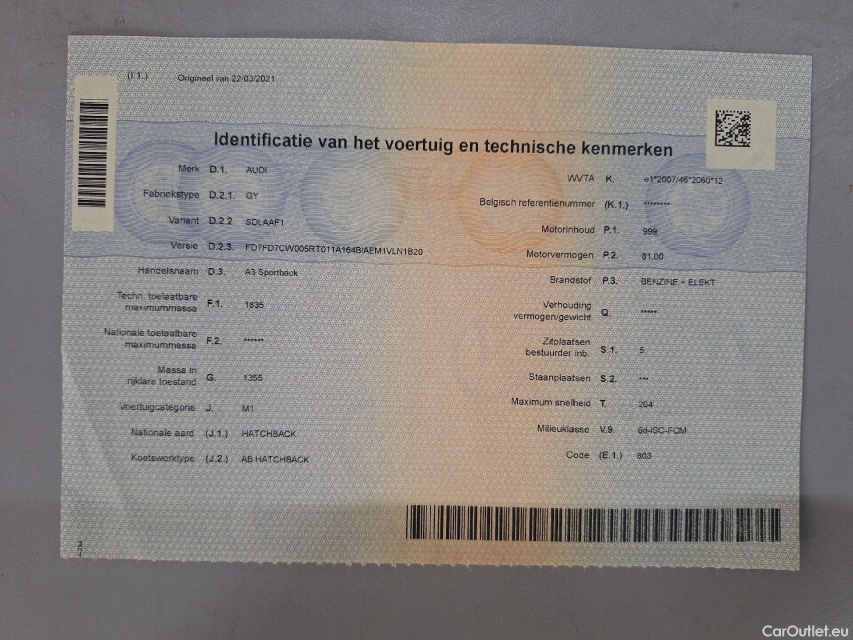 (I.1.) Origineel van 22/03/2021
Identificatie van het voertuig en technische kenmerken
Merk D.1. AUDI
Fabriekstype D.2.1. GY
Variant D.2.2. SDLAAF1
Versie D.2.3. FD7FD7CW005RT011A164BIAEM1VLN1B20
Handelsnaam D.3. A3 Sportback
Techn. toelaatbare
maximummassa F.1. 1835
Nationale toelaatbare
maximummassa F.2. ******
Massa in
rijklare toestand G. 1355
Voertuigcategorie J. M1
Nationale aard (J.1.) HATCHBACK
Koetswerktype (J.2.) AB HATCHBACK
WVTA K. e1*2007/46*2060*12
Belgisch referentienummer (K.1.) ********
Motorinhoud P.1. 999
Motorvermogen P.2. 81.00
Brandstof P.3. BENZINE + ELEKT
Verhouding
vermogen/gewicht Q. *****
Zitplaatsen
bestuurder inb. S.1. 5
Staanplaatsen S.2. ***
Maximum snelheid T. 204
Milieuklasse V.9. 6d-ISC-FCM
Code (E.1.) 803
CarOutlet.eu